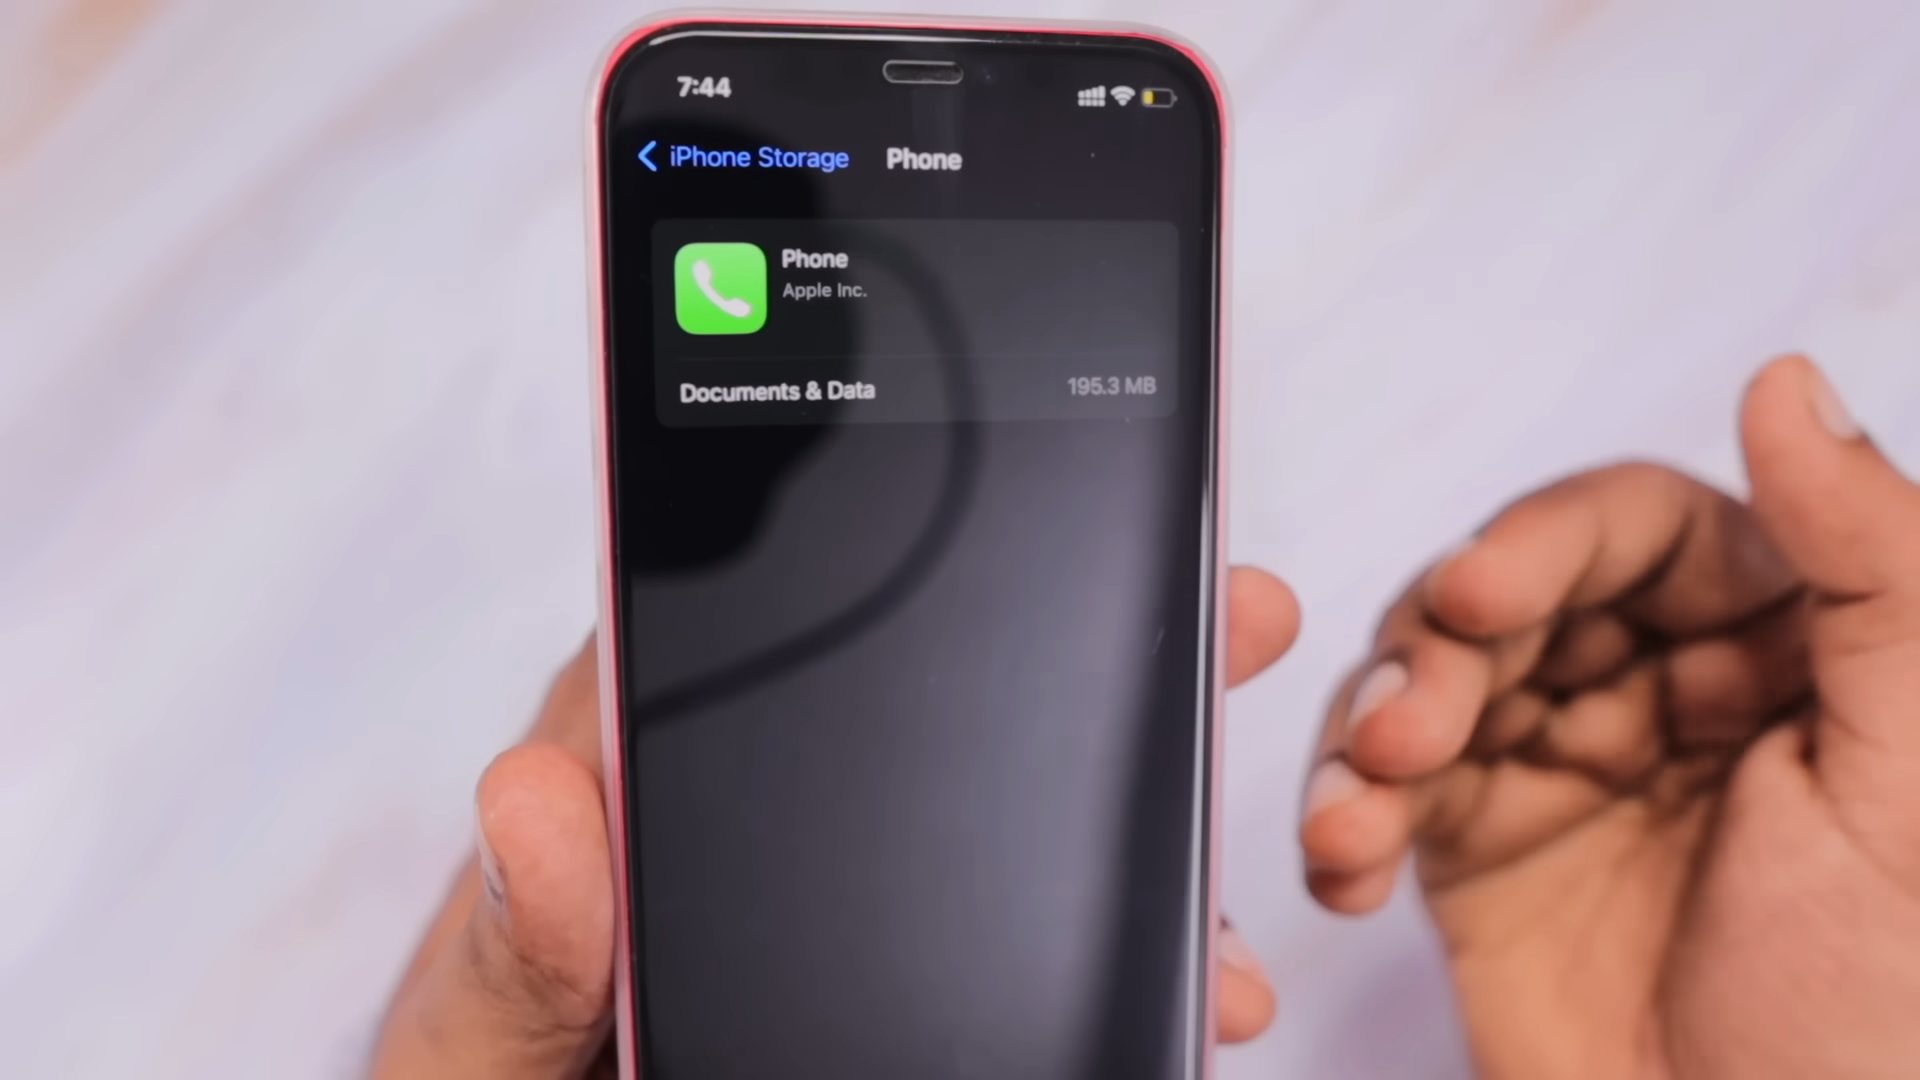 7:44
iPhone Storage Phone
Phone
Apple Inc.
Documents & Data 195.3 MB